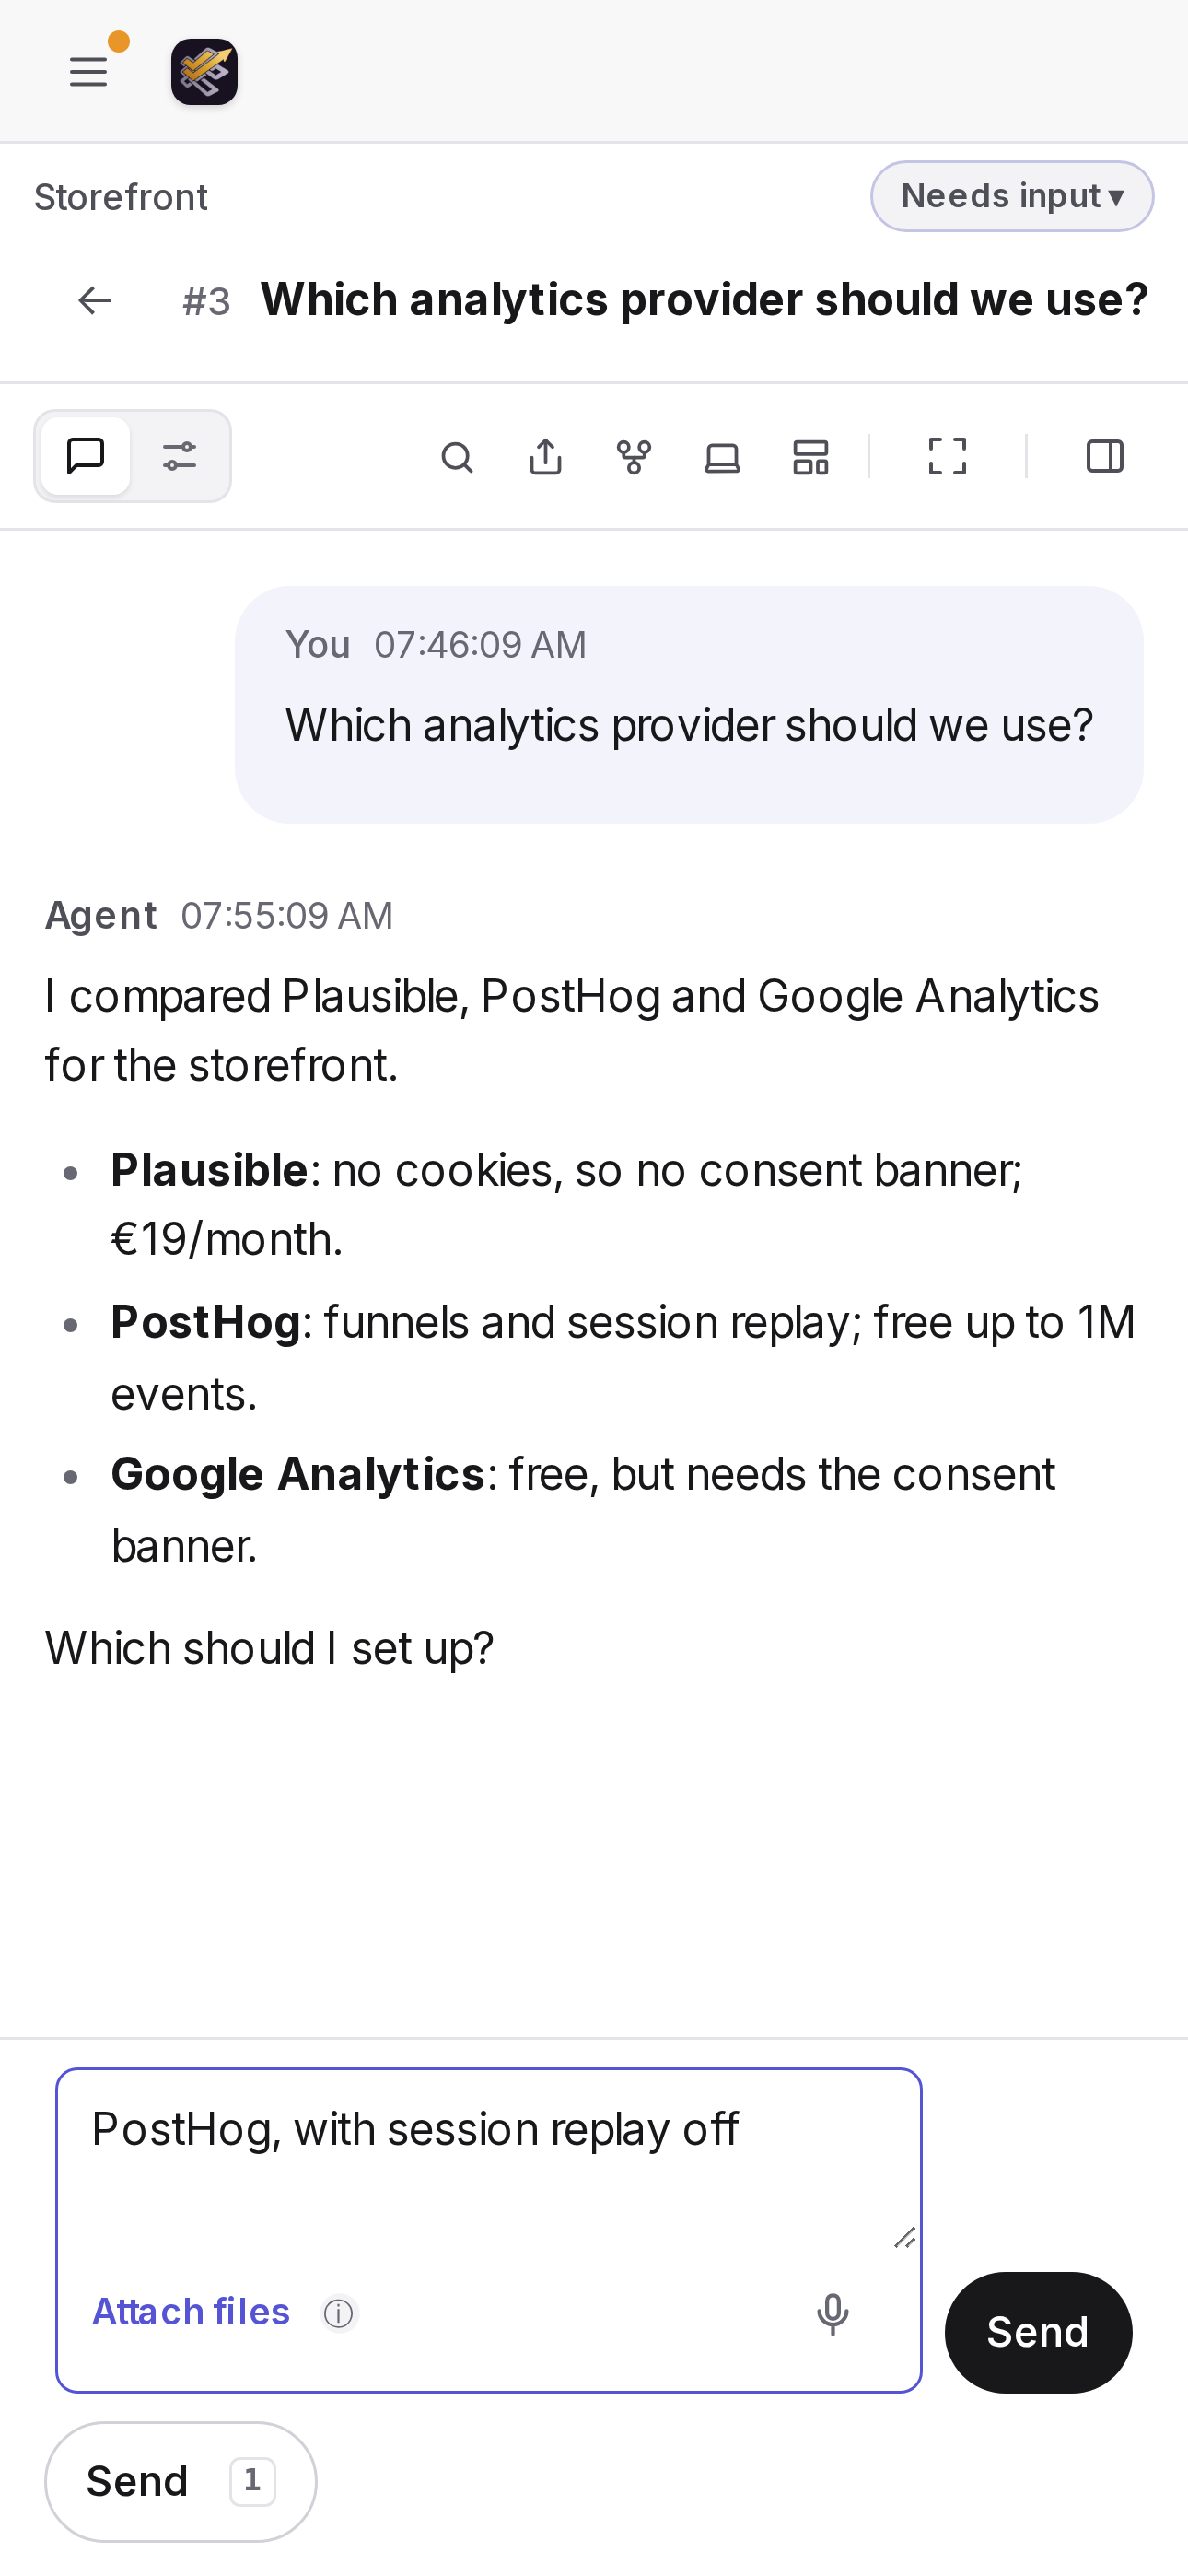 Storefront
Needs input ▾
#3 Which analytics provider should we use?
You 07:46:09 AM
Which analytics provider should we use?
Agent 07:55:09 AM
I compared Plausible, PostHog and Google Analytics
for the storefront.
• Plausible: no cookies, so no consent banner;
€19/month.
• PostHog: funnels and session replay; free up to 1M
events.
• Google Analytics: free, but needs the consent
banner.
Which should I set up?
PostHog, with session replay off
Attach files ⓘ
Send
Send 1